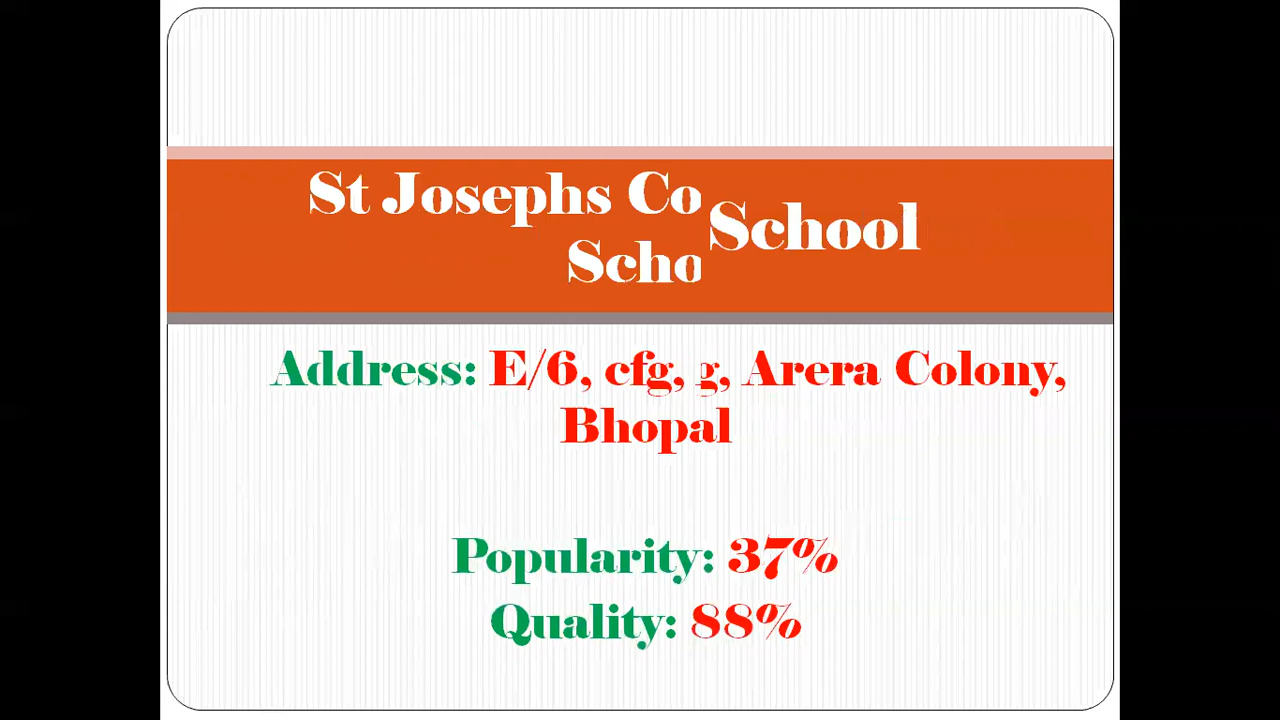 St Josephs Co
School
Scho
Address: E/6, cfg, g, Arera Colony,
Bhopal
Popularity: 37%
Quality: 88%